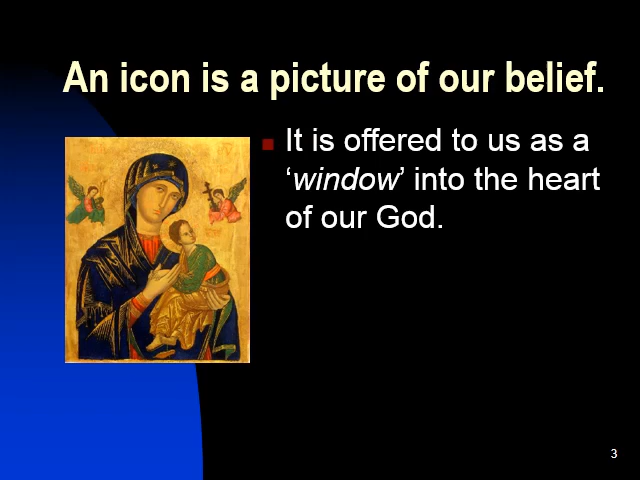 An icon is a picture of our belief.
It is offered to us as a
‘window’ into the heart
of our God.
3